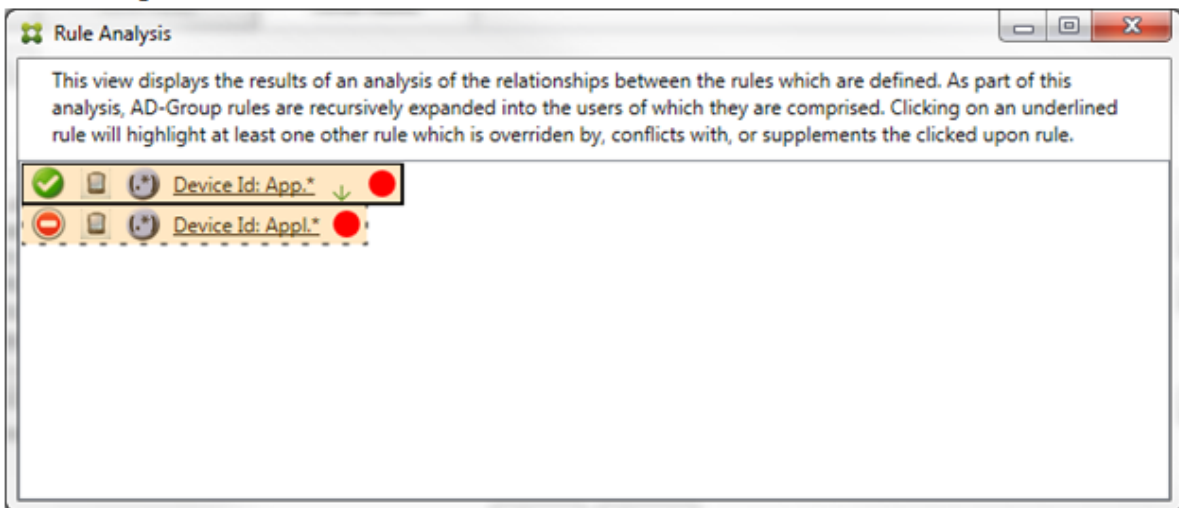 Rule Analysis
This view displays the results of an analysis of the relationships between the rules which are defined. As part of this
analysis, AD-Group rules are recursively expanded into the users of which they are comprised. Clicking on an underlined
rule will highlight at least one other rule which is overriden by, conflicts with, or supplements the clicked upon rule.
(.*) Device Id: App.*
(.*) Device Id: Appl.*